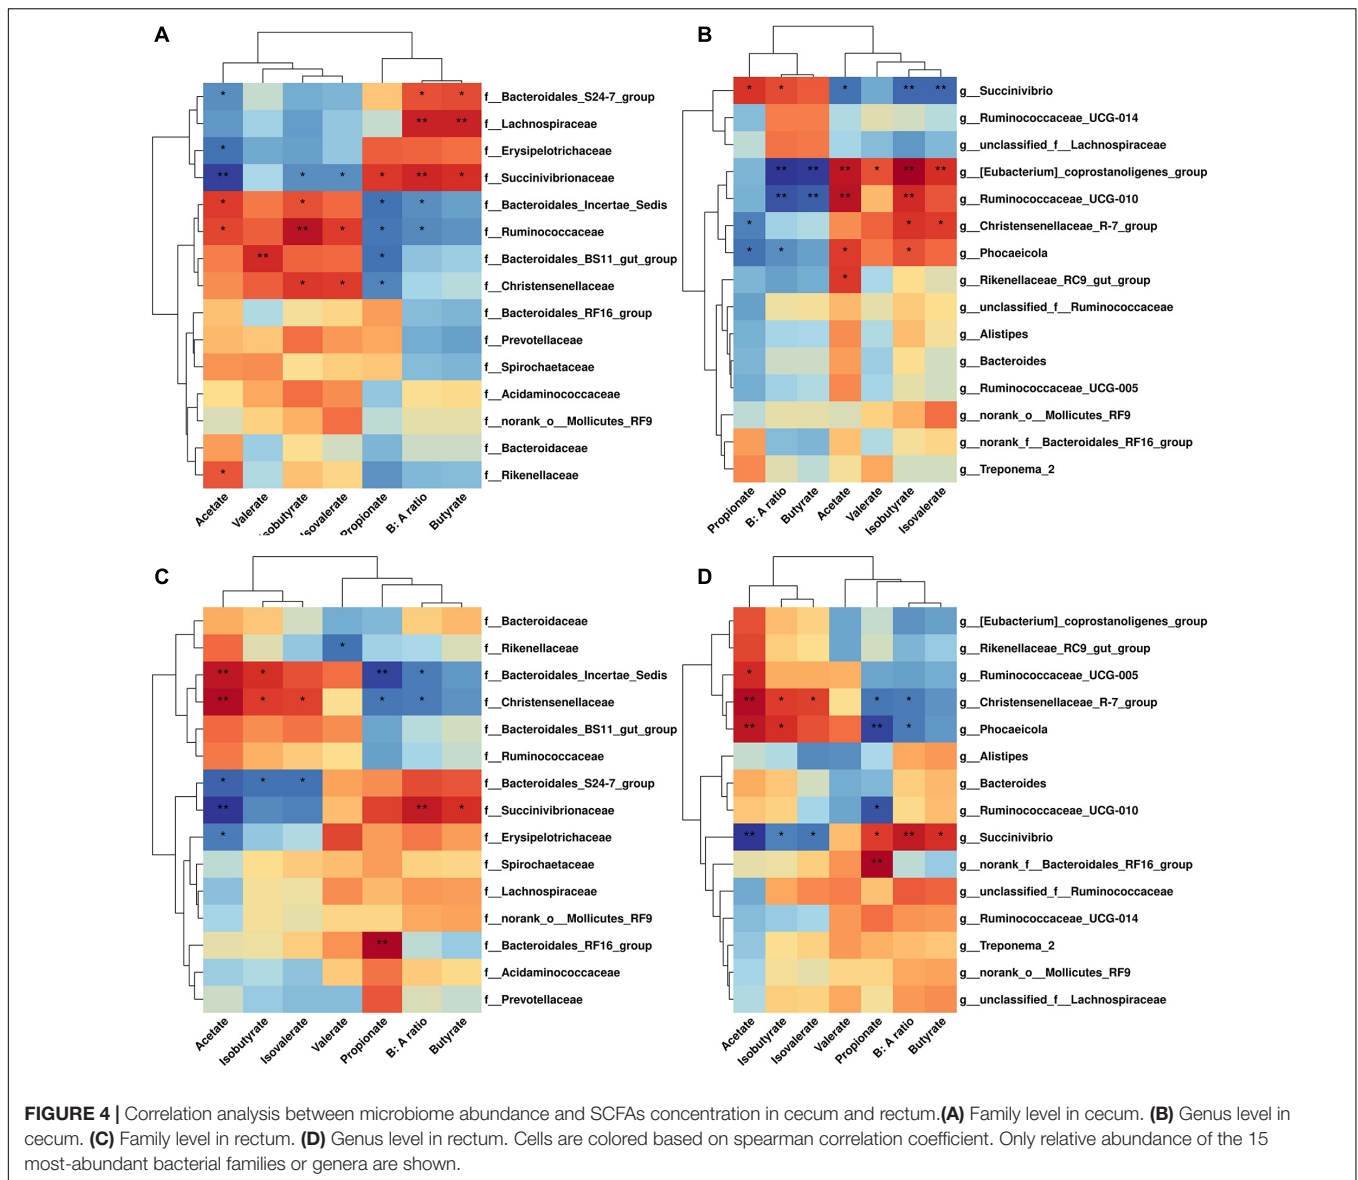 A
* * * f__Bacteroidales_S24-7_group
** ** f__Lachnospiraceae
* f__Erysipelotrichaceae
** * * * ** * f__Succinivibrionaceae
* * * * f__Bacteroidales_Incertae_Sedis
* ** * * * f__Ruminococcaceae
** * f__Bacteroidales_BS11_gut_group
* * * f__Christensenellaceae
f__Bacteroidales_RF16_group
f__Prevotellaceae
f__Spirochaetaceae
f__Acidaminococcaceae
f__norank_o__Mollicutes_RF9
f__Bacteroidaceae
* f__Rikenellaceae
Acetate
Valerate
Isobutyrate
Isovalerate
Propionate
B: A ratio
Butyrate
B
* * * ** ** g__Succinivibrio
g__Ruminococcaceae_UCG-014
g__unclassified_f__Lachnospiraceae
** ** ** * ** ** g__[Eubacterium]_coprostanoligenes_group
** ** ** ** g__Ruminococcaceae_UCG-010
* * * g__Christensenellaceae_R-7_group
* * * * g__Phocaeicola
* g__Rikenellaceae_RC9_gut_group
g__unclassified_f__Ruminococcaceae
g__Alistipes
g__Bacteroides
g__Ruminococcaceae_UCG-005
g__norank_o__Mollicutes_RF9
g__norank_f__Bacteroidales_RF16_group
g__Treponema_2
Propionate
B: A ratio
Butyrate
Acetate
Valerate
Isobutyrate
Isovalerate
C
f__Bacteroidaceae
* f__Rikenellaceae
** * ** * f__Bacteroidales_Incertae_Sedis
** * * * * f__Christensenellaceae
f__Bacteroidales_BS11_gut_group
f__Ruminococcaceae
* * * f__Bacteroidales_S24-7_group
** ** * f__Succinivibrionaceae
* f__Erysipelotrichaceae
f__Spirochaetaceae
f__Lachnospiraceae
f__norank_o__Mollicutes_RF9
** f__Bacteroidales_RF16_group
f__Acidaminococcaceae
f__Prevotellaceae
Acetate
Isobutyrate
Isovalerate
Valerate
Propionate
B: A ratio
Butyrate
D
g__[Eubacterium]_coprostanoligenes_group
g__Rikenellaceae_RC9_gut_group
* g__Ruminococcaceae_UCG-005
** * * * * g__Christensenellaceae_R-7_group
** * ** * g__Phocaeicola
g__Alistipes
g__Bacteroides
* g__Ruminococcaceae_UCG-010
** * * * ** * g__Succinivibrio
** g__norank_f__Bacteroidales_RF16_group
g__unclassified_f__Ruminococcaceae
g__Ruminococcaceae_UCG-014
g__Treponema_2
g__norank_o__Mollicutes_RF9
g__unclassified_f__Lachnospiraceae
Acetate
Isobutyrate
Isovalerate
Valerate
Propionate
B: A ratio
Butyrate
FIGURE 4 | Correlation analysis between microbiome abundance and SCFAs concentration in cecum and rectum.(A) Family level in cecum. (B) Genus level in
cecum. (C) Family level in rectum. (D) Genus level in rectum. Cells are colored based on spearman correlation coefficient. Only relative abundance of the 15
most-abundant bacterial families or genera are shown.